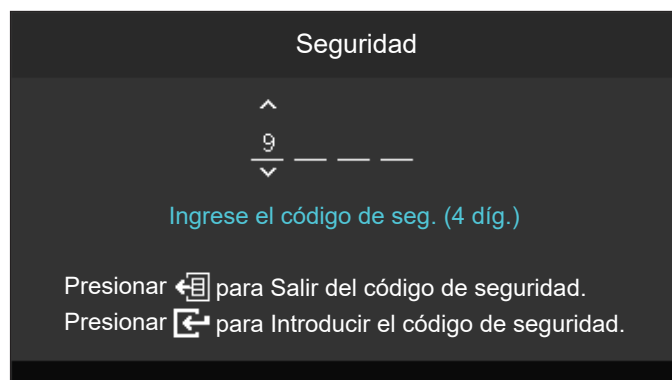 Seguridad
9
Ingrese el código de seg. (4 díg.)
Presionar para Salir del código de seguridad.
Presionar para Introducir el código de seguridad.